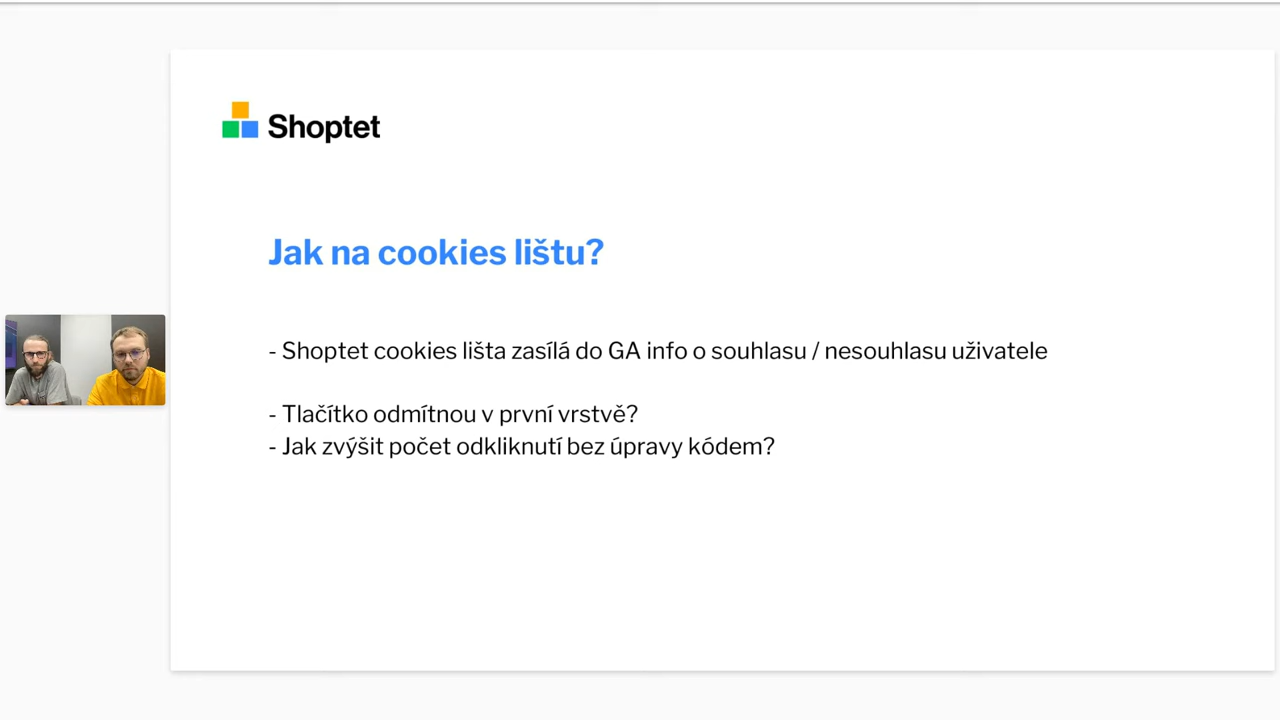 Shoptet
Jak na cookies lištu?
- Shoptet cookies lišta zasílá do GA info o souhlasu / nesouhlasu uživatele
- Tlačítko odmítnou v první vrstvě?
- Jak zvýšit počet odkliknutí bez úpravy kódem?